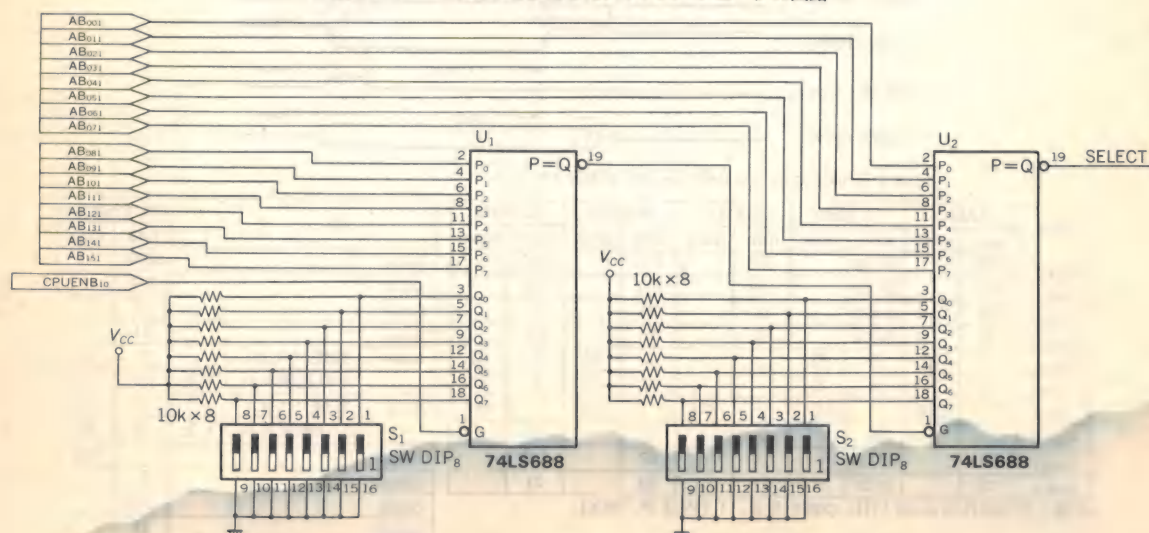 AB001
AB011
AB021
AB031
AB041
AB051
AB061
AB071
AB081
AB091
AB101
AB111
AB121
AB131
AB141
AB151
CPUENB10
U1
2 P0
4 P1
6 P2
8 P3
11 P4
13 P5
15 P6
17 P7
3 Q0
5 Q1
7 Q2
9 Q3
12 Q4
14 Q5
16 Q6
18 Q7
1 G
P=Q 19
74LS688
VCC
10k×8
8 7 6 5 4 3 2 1
S1
SW DIP8
1
9 10 11 12 13 14 15 16
U2
2 P0
4 P1
6 P2
8 P3
11 P4
13 P5
15 P6
17 P7
3 Q0
5 Q1
7 Q2
9 Q3
12 Q4
14 Q5
16 Q6
18 Q7
1 G
P=Q 19 SELECT
74LS688
VCC
10k×8
8 7 6 5 4 3 2 1
S2
SW DIP8
1
9 10 11 12 13 14 15 16